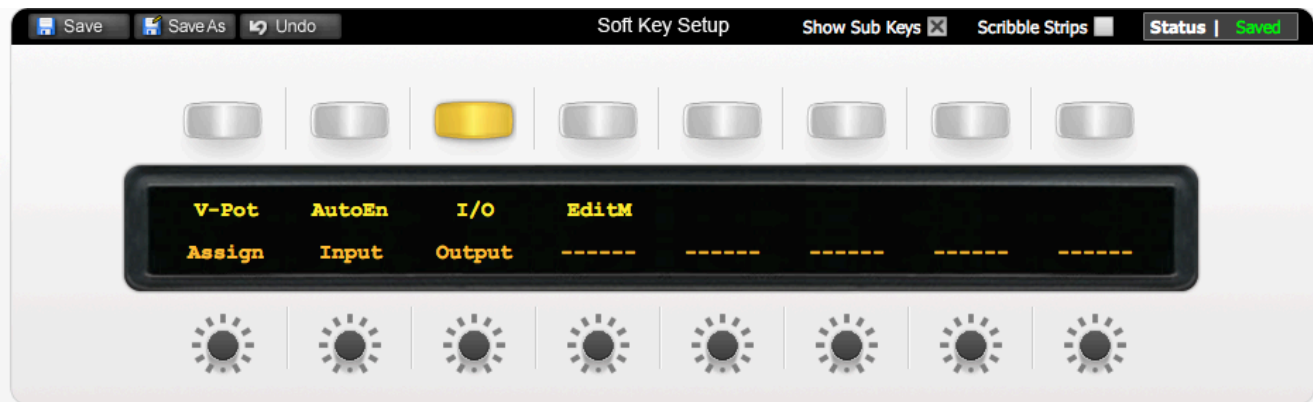 Save Save As Undo Soft Key Setup Show Sub Keys Scribble Strips Status | Saved
V-Pot AutoEn I/O EditM
Assign Input Output ------ ------ ------ ------ ------